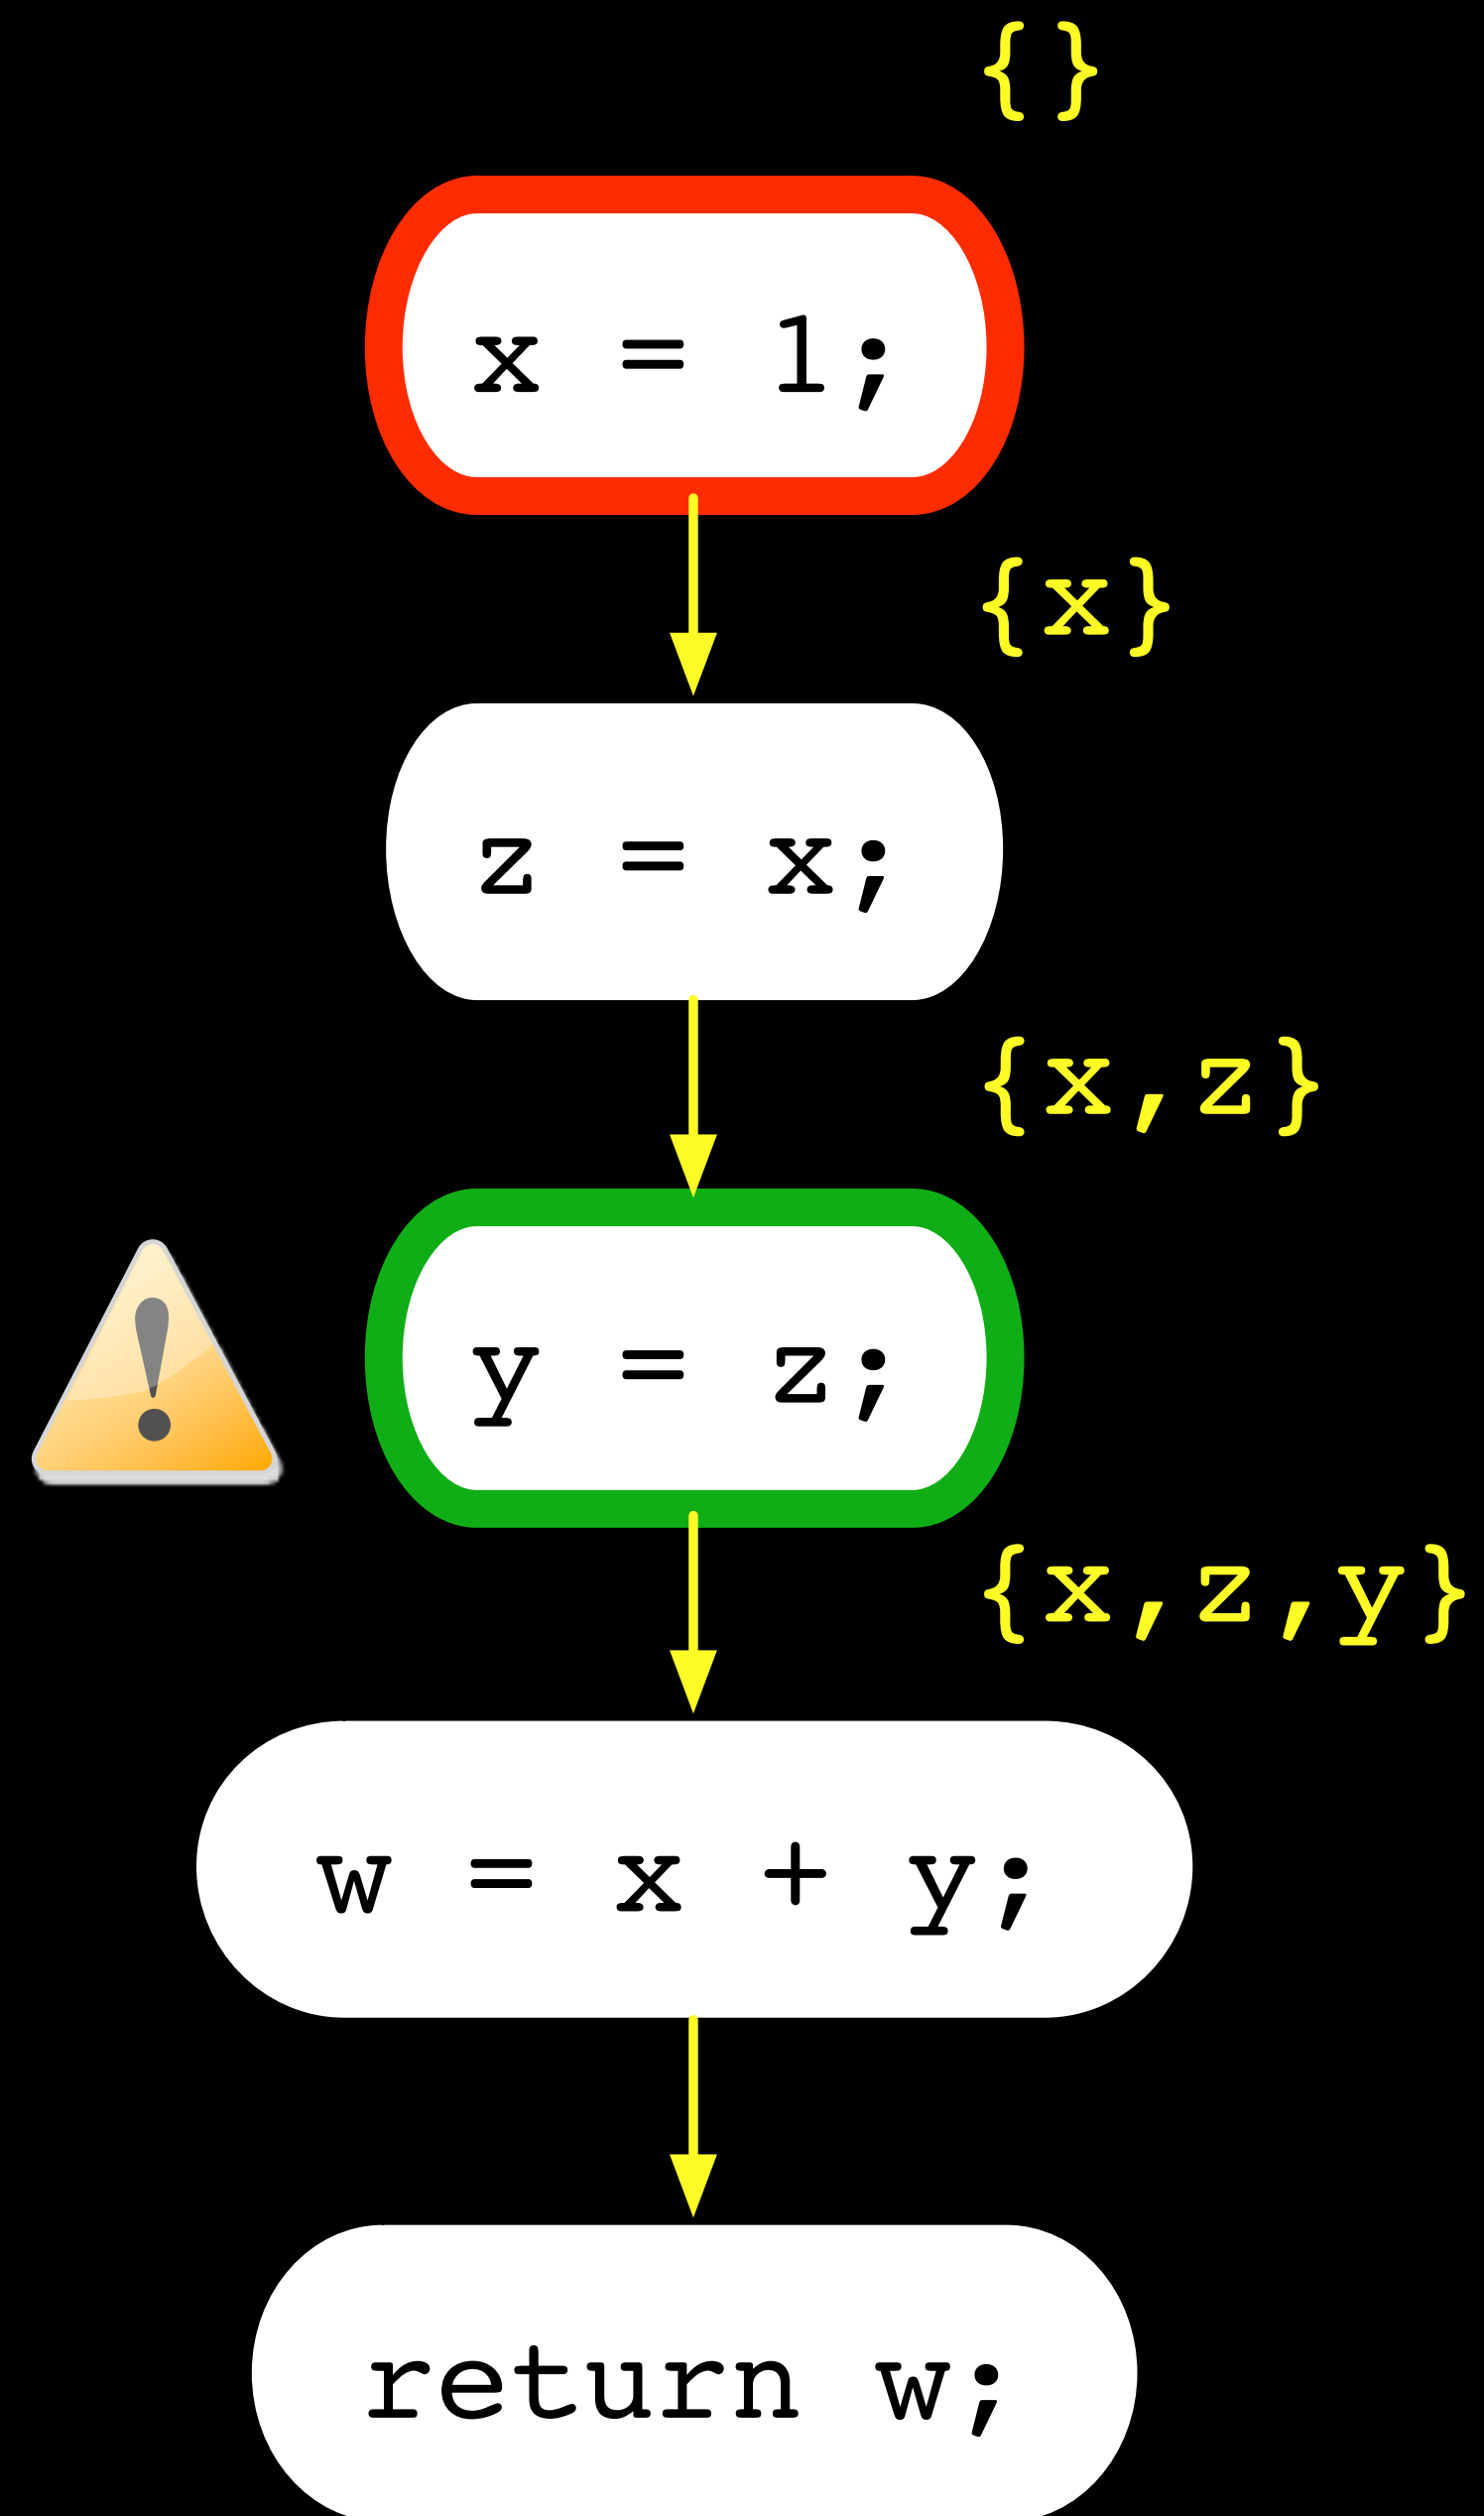 {}
x = 1;
{x}
z = x;
{x,z}
y = z;
{x,z,y}
w = x + y;
return w;